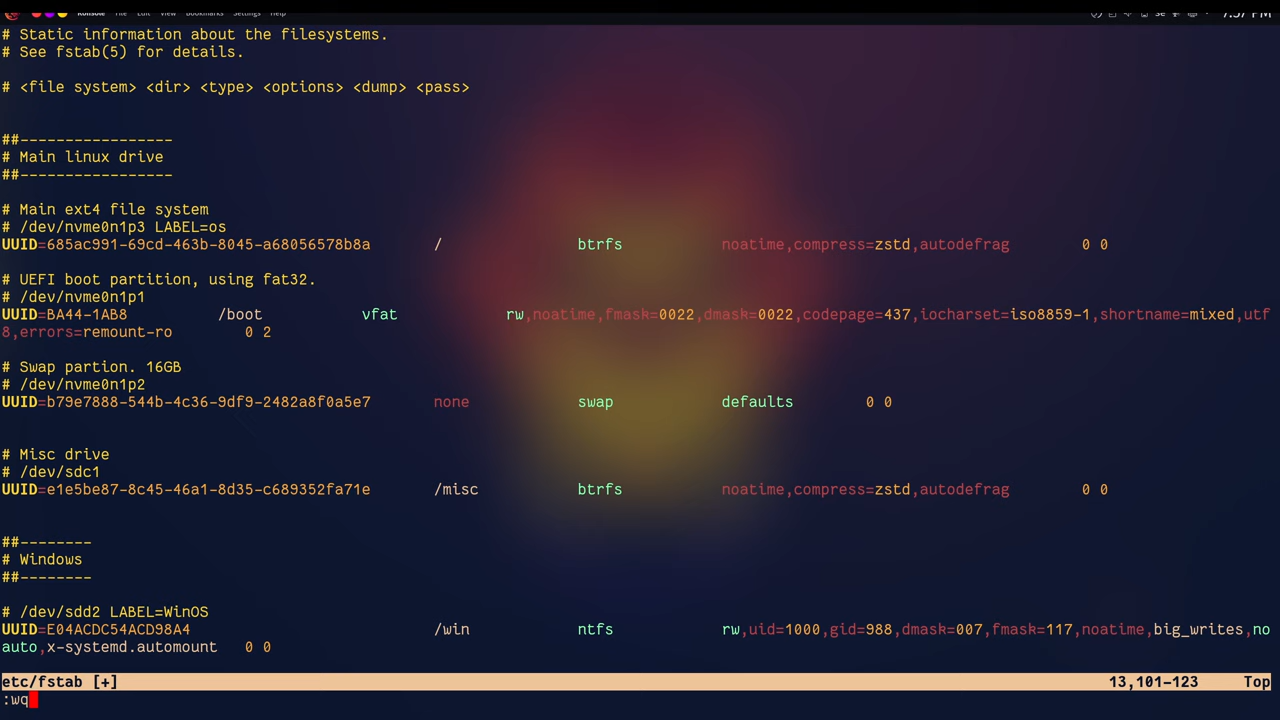 Konsole File Edit View Bookmarks Settings Help
# Static information about the filesystems.
# See fstab(5) for details.
# <file system> <dir> <type> <options> <dump> <pass>
##-----------------
# Main linux drive
##-----------------
# Main ext4 file system
# /dev/nvme0n1p3 LABEL=os
UUID=685ac991-69cd-463b-8045-a68056578b8a / btrfs noatime,compress=zstd,autodefrag 0 0
# UEFI boot partition, using fat32.
# /dev/nvme0n1p1
UUID=BA44-1AB8 /boot vfat rw,noatime,fmask=0022,dmask=0022,codepage=437,iocharset=iso8859-1,shortname=mixed,utf
8,errors=remount-ro 0 2
# Swap partion. 16GB
# /dev/nvme0n1p2
UUID=b79e7888-544b-4c36-9df9-2482a8f0a5e7 none swap defaults 0 0
# Misc drive
# /dev/sdc1
UUID=e1e5be87-8c45-46a1-8d35-c689352fa71e /misc btrfs noatime,compress=zstd,autodefrag 0 0
##--------
# Windows
##--------
# /dev/sdd2 LABEL=WinOS
UUID=E04ACDC54ACD98A4 /win ntfs rw,uid=1000,gid=988,dmask=007,fmask=117,noatime,big_writes,no
auto,x-systemd.automount 0 0
etc/fstab [+] 13,101-123 Top
:wq